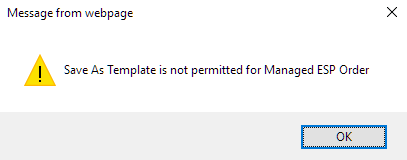 Message from webpage
Save As Template is not permitted for Managed ESP Order
OK